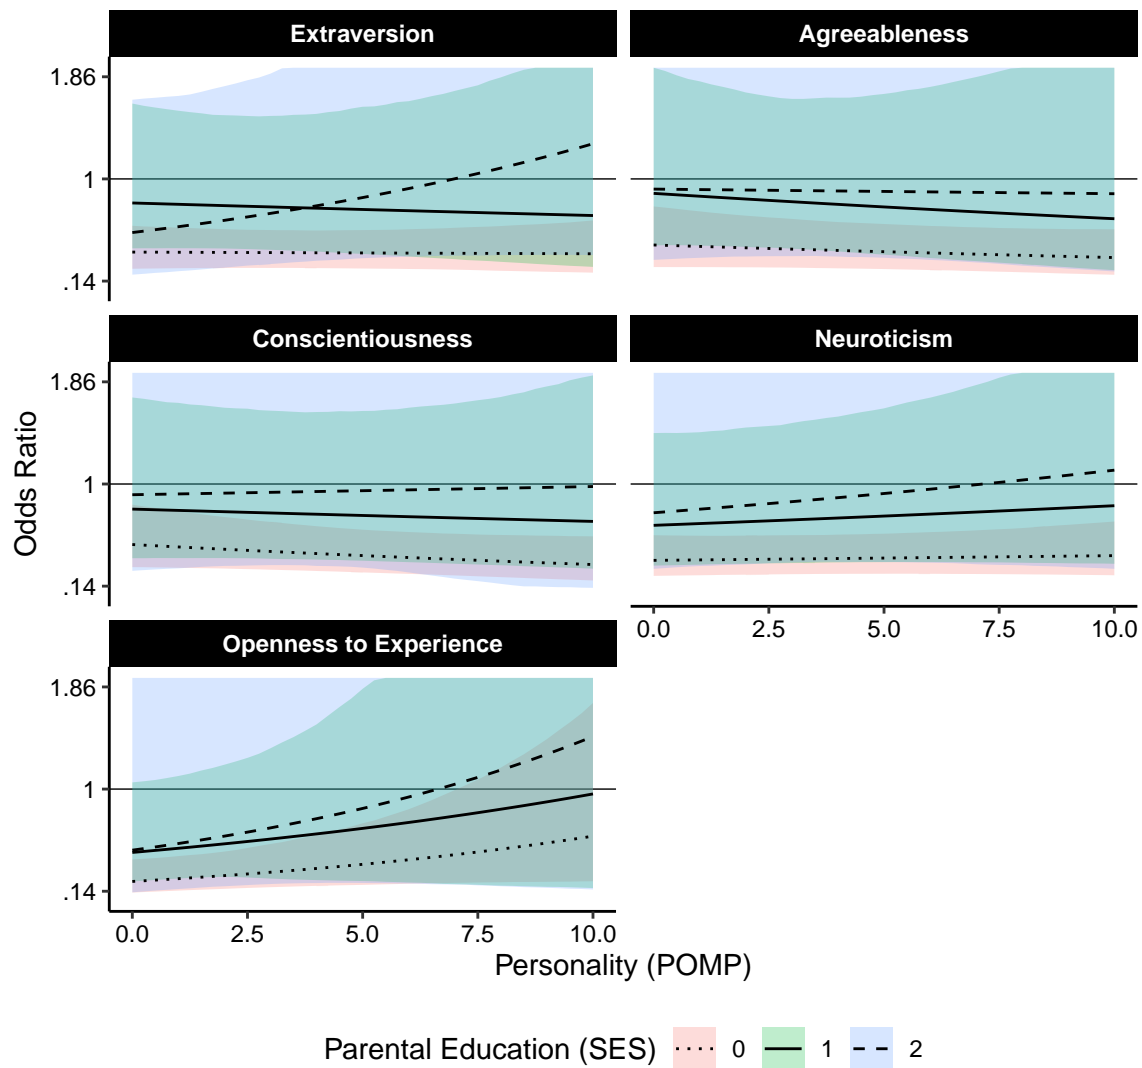 Extraversion Agreeableness
1.86
1
.14
Conscientiousness Neuroticism
1.86
1
.14
0.0 2.5 5.0 7.5 10.0
Openness to Experience
1.86
1
.14
0.0 2.5 5.0 7.5 10.0
Odds Ratio
Personality (POMP)
Parental Education (SES) 0 1 2